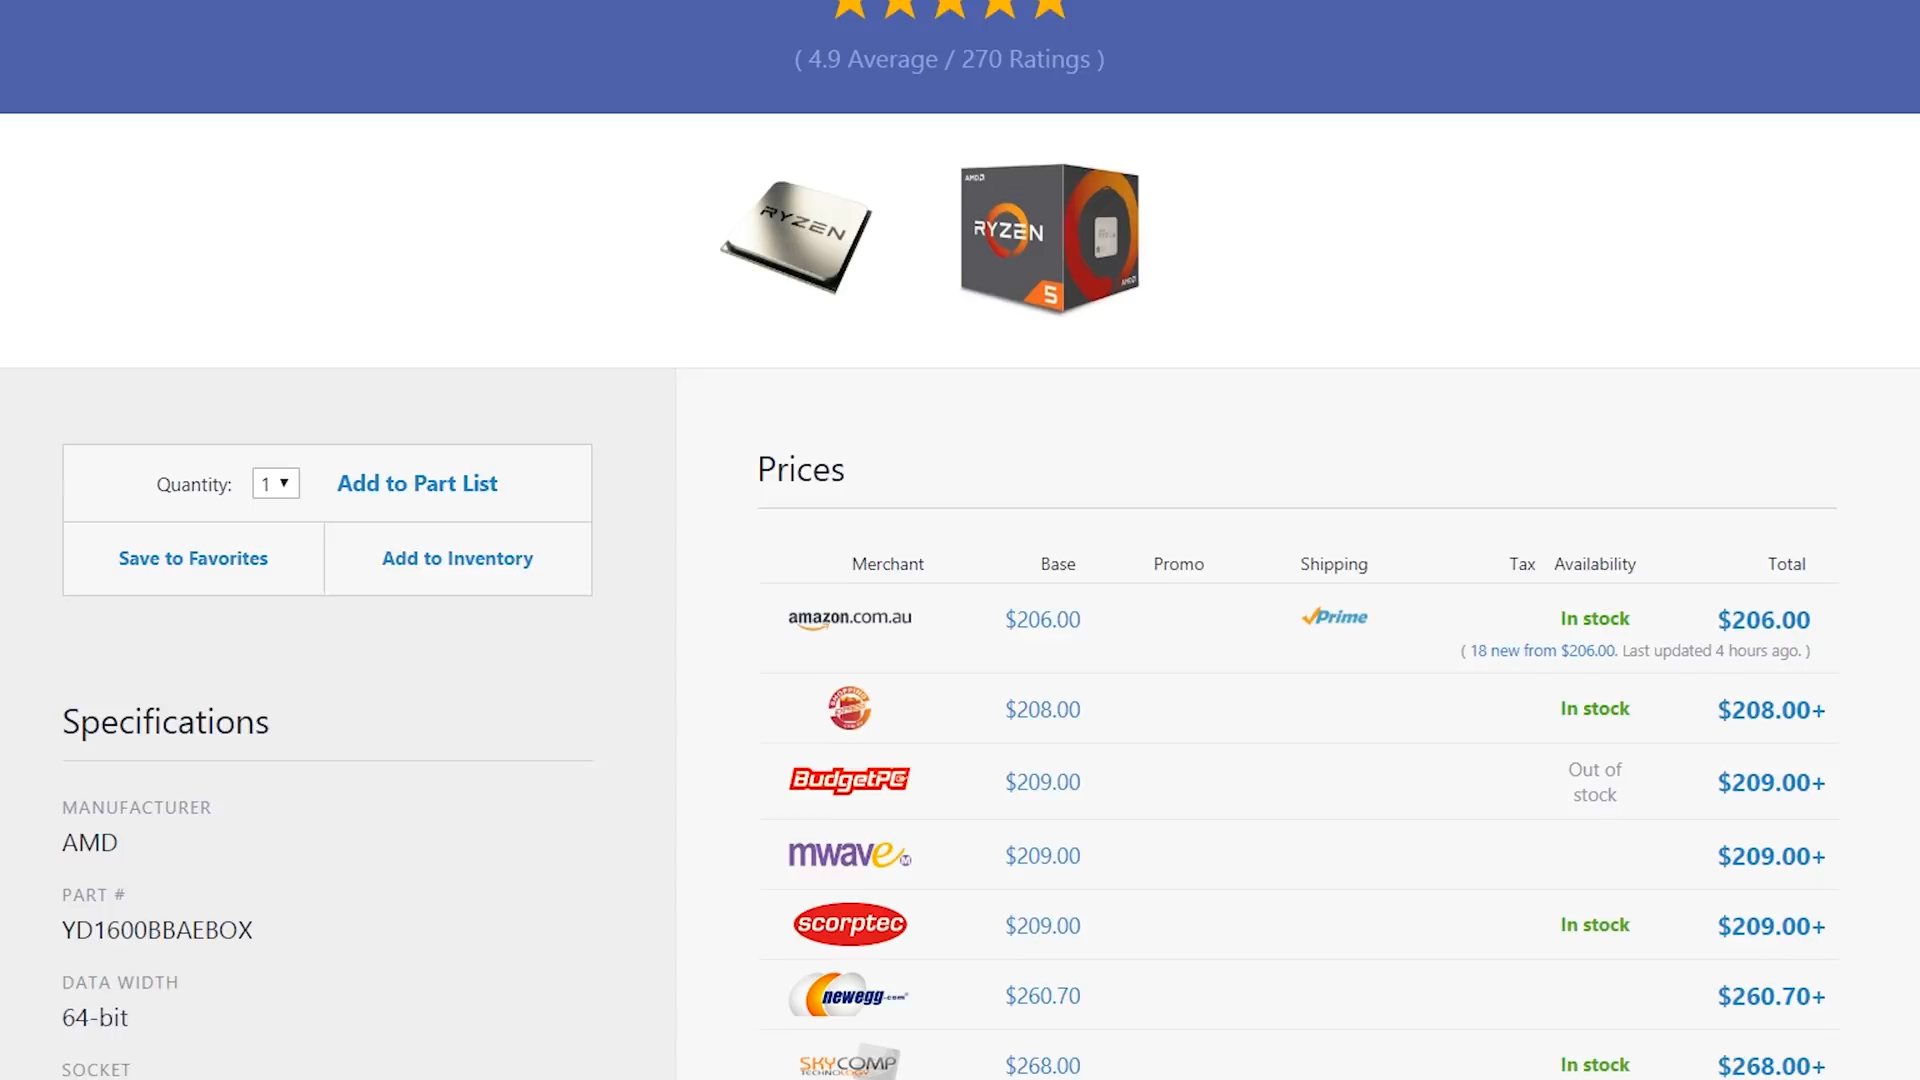 ( 4.9 Average / 270 Ratings )
RYZEN
AMD
RYZEN
5
AMD
Quantity: 1 Add to Part List
Save to Favorites Add to Inventory
Prices
Merchant Base Promo Shipping Tax Availability Total
amazon.com.au $206.00 Prime In stock $206.00
( 18 new from $206.00. Last updated 4 hours ago. )
SHOPPING EXPRESS $208.00 In stock $208.00+
BudgetPC $209.00 Out of stock $209.00+
mwave $209.00 $209.00+
scorptec $209.00 In stock $209.00+
newegg.com $260.70 $260.70+
SKYCOMP TECHNOLOGY $268.00 In stock $268.00+
Specifications
MANUFACTURER
AMD
PART #
YD1600BBAEBOX
DATA WIDTH
64-bit
SOCKET